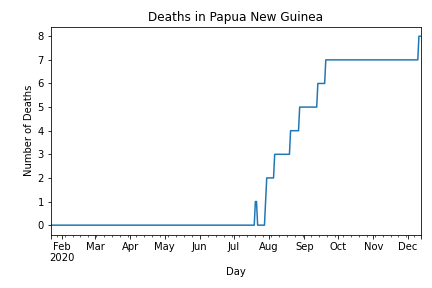 Deaths in Papua New Guinea
8
7
6
5
4
3
2
1
0
Number of Deaths
Feb Mar Apr May Jun Jul Aug Sep Oct Nov Dec
2020
Day